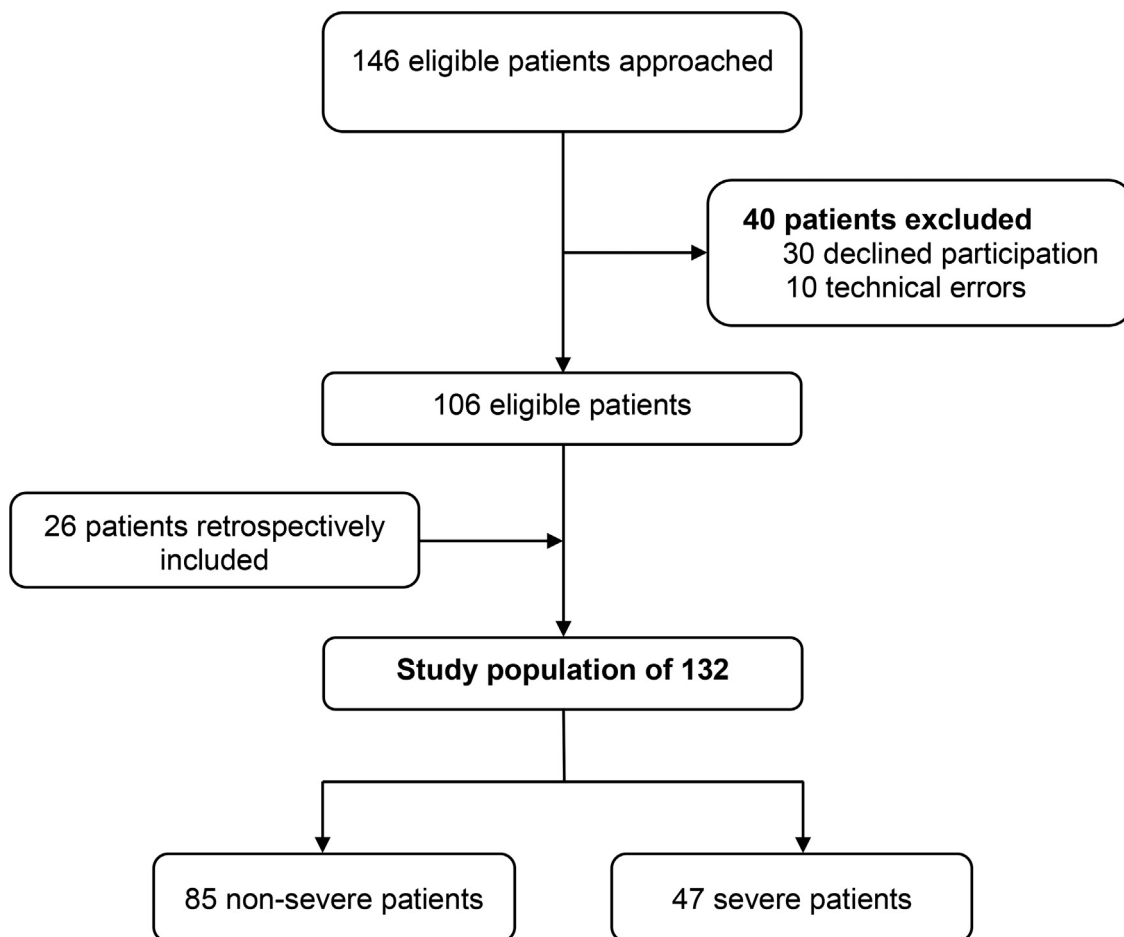 146 eligible patients approached
40 patients excluded
30 declined participation
10 technical errors
106 eligible patients
26 patients retrospectively
included
Study population of 132
85 non-severe patients
47 severe patients